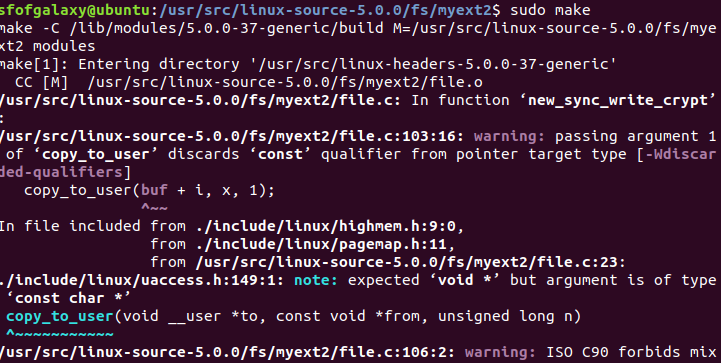 sfofgalaxy@ubuntu:/usr/src/linux-source-5.0.0/fs/myext2$ sudo make
make -C /lib/modules/5.0.0-37-generic/build M=/usr/src/linux-source-5.0.0/fs/mye
xt2 modules
make[1]: Entering directory '/usr/src/linux-headers-5.0.0-37-generic'
  CC [M]  /usr/src/linux-source-5.0.0/fs/myext2/file.o
/usr/src/linux-source-5.0.0/fs/myext2/file.c: In function ‘new_sync_write_crypt’
:
/usr/src/linux-source-5.0.0/fs/myext2/file.c:103:16: warning: passing argument 1
 of ‘copy_to_user’ discards ‘const’ qualifier from pointer target type [-Wdiscar
ded-qualifiers]
   copy_to_user(buf + i, x, 1);
                ^~~
In file included from ./include/linux/highmem.h:9:0,
                 from ./include/linux/pagemap.h:11,
                 from /usr/src/linux-source-5.0.0/fs/myext2/file.c:23:
./include/linux/uaccess.h:149:1: note: expected ‘void *’ but argument is of type
 ‘const char *’
 copy_to_user(void __user *to, const void *from, unsigned long n)
 ^~~~~~~~~~~~
/usr/src/linux-source-5.0.0/fs/myext2/file.c:106:2: warning: ISO C90 forbids mix